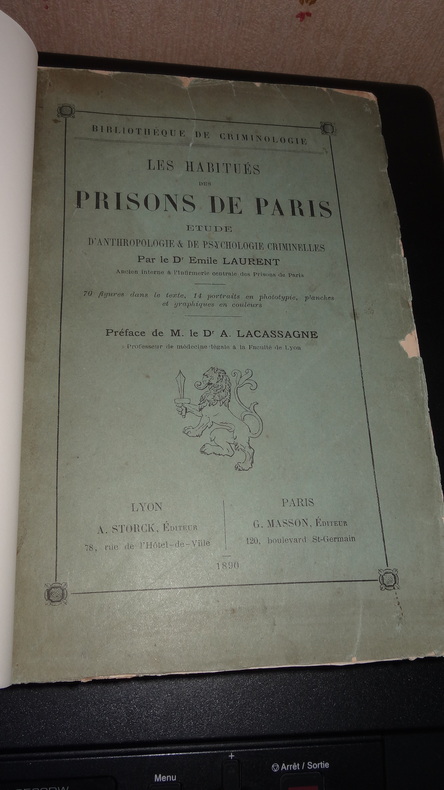 BIBLIOTHÈQUE DE CRIMINOLOGIE
LES HABITUÉS
DES
PRISONS DE PARIS
ETUDE
D'ANTHROPOLOGIE & DE PSYCHOLOGIE CRIMINELLES
Par le Dr Emile LAURENT
Ancien interne à l'Infirmerie centrale des Prisons de Paris
70 figures dans le texte, 14 portraits en phototypie, planches
et graphiques en couleurs
Préface de M. le Dr A. LACASSAGNE
Professeur de médecine légale à la Faculté de Lyon
LYON
A. STORCK, ÉDITEUR
78, rue de l'Hôtel-de-Ville
PARIS
G. MASSON, ÉDITEUR
120, boulevard St-Germain
1890
Menu
+
Arrêt / Sortie